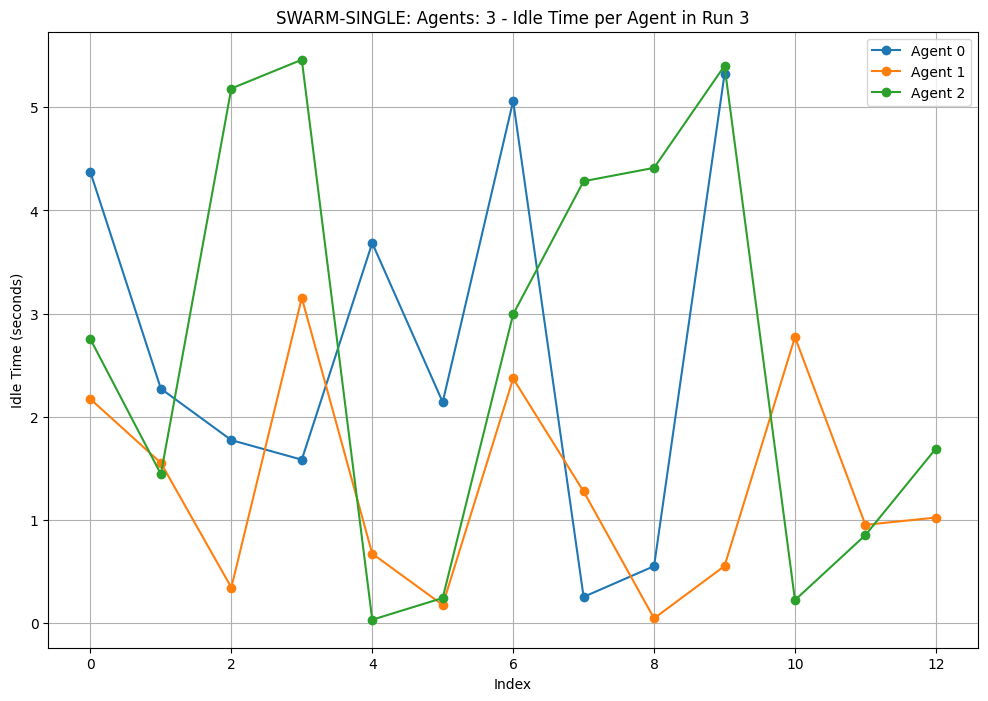 SWARM-SINGLE: Agents: 3 - Idle Time per Agent in Run 3
Agent 0
Agent 1
Agent 2
Idle Time (seconds)
5
4
3
2
1
0
0 2 4 6 8 10 12
Index